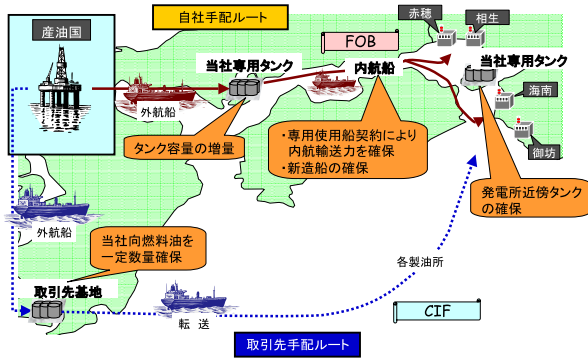 自社手配ルート
産油国
FOB
赤穂
相生
当社専用タンク
内航船
当社専用タンク
外航船
海南
タンク容量の増量
・専用使用船契約により
内航輸送力を確保
・新造船の確保
御坊
発電所近傍タンク
の確保
外航船
当社向燃料油を
一定数量確保
各製油所
取引先基地
転 送
CIF
取引先手配ルート